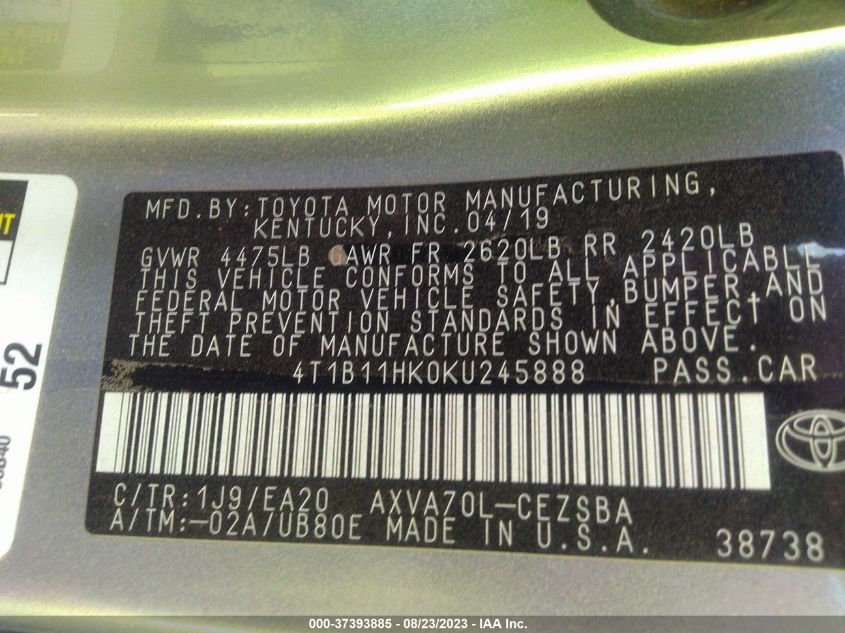 MFD.BY:TOYOTA MOTOR MANUFACTURING,
KENTUCKY,INC.04/19
GVWR 4475LB GAWR FR 2620LB RR 2420LB
THIS VEHICLE CONFORMS TO ALL APPLICABLE
FEDERAL MOTOR VEHICLE SAFETY,BUMPER,AND
THEFT PREVENTION STANDARDS IN EFFECT ON
THE DATE OF MANUFACTURE SHOWN ABOVE.
4T1B11HK0KU245888 PASS.CAR
C/TR:1J9/EA20 AXVA70L-CEZSBA
A/TM:-02A/UB80E MADE IN U.S.A.
38738
52
000-37393885 - 08/23/2023 - IAA Inc.